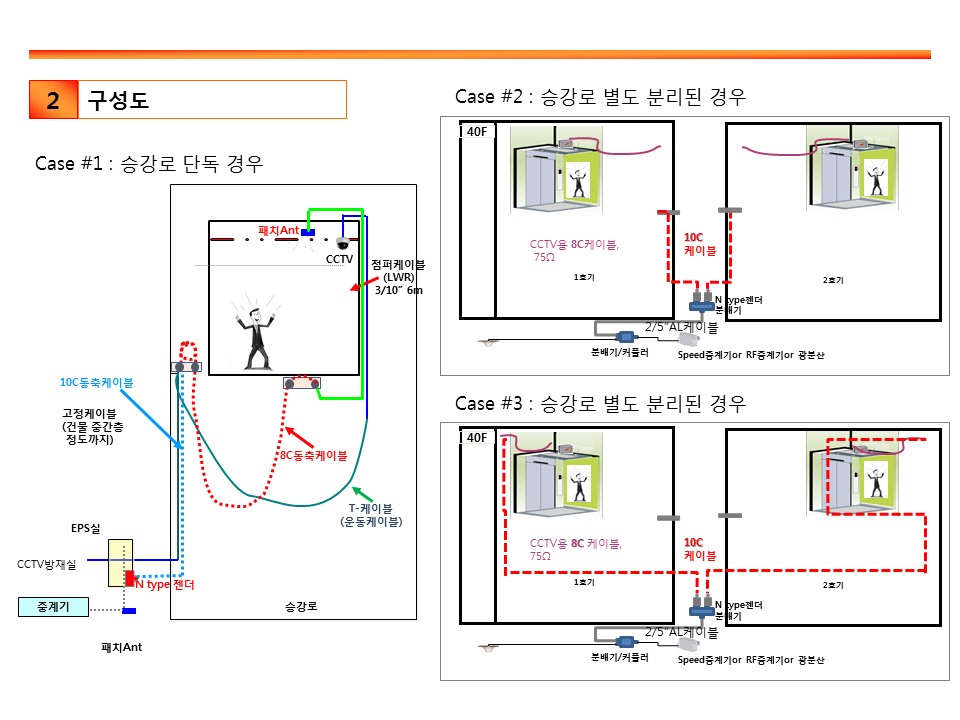 2
구성도
Case #1 : 승강로 단독 경우
패치Ant
CCTV
점퍼케이블
(LWR)
3/10” 6m
10C동축케이블
고정케이블
(건물 중간층
정도까지)
8C동축케이블
T-케이블
(운동케이블)
EPS실
CCTV방재실
N type 젠더
중계기
승강로
패치Ant
Case #2 : 승강로 별도 분리된 경우
40F
CCTV용 8C케이블,
75Ω
10C
케이블
1호기
2호기
N type젠더
분배기
2/5"AL케이블
분배기/커플러
Speed중계기or RF중계기or 광분산
Case #3 : 승강로 별도 분리된 경우
40F
CCTV용 8C 케이블,
75Ω
10C
케이블
1호기
2호기
N type젠더
분배기
2/5"AL케이블
분배기/커플러
Speed중계기or RF중계기or 광분산